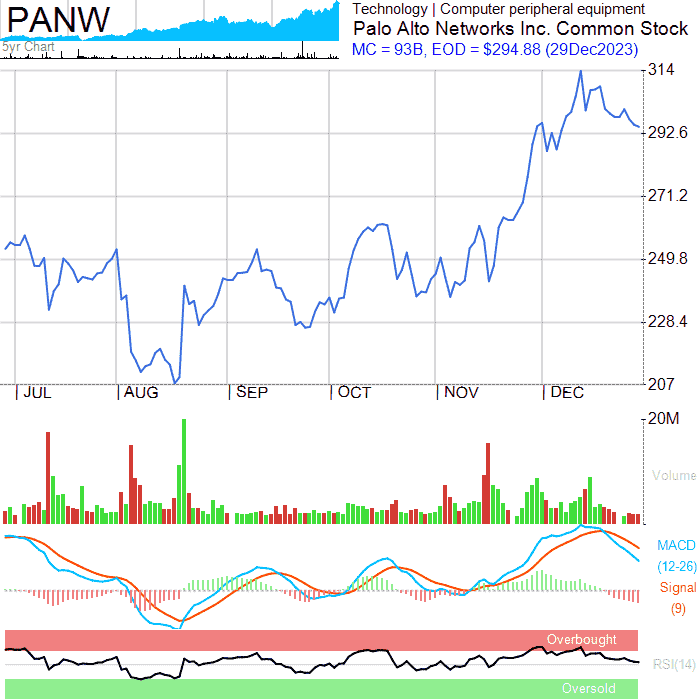 PANW
5yr Chart
Technology | Computer peripheral equipment
Palo Alto Networks Inc. Common Stock
MC = 93B, EOD = $294.88 (29Dec2023)
314
292.6
271.2
249.8
228.4
207
| JUL | AUG | SEP | OCT | NOV | DEC
20M
Volume
MACD
(12-26)
Signal
(9)
Overbought
RSI(14)
Oversold